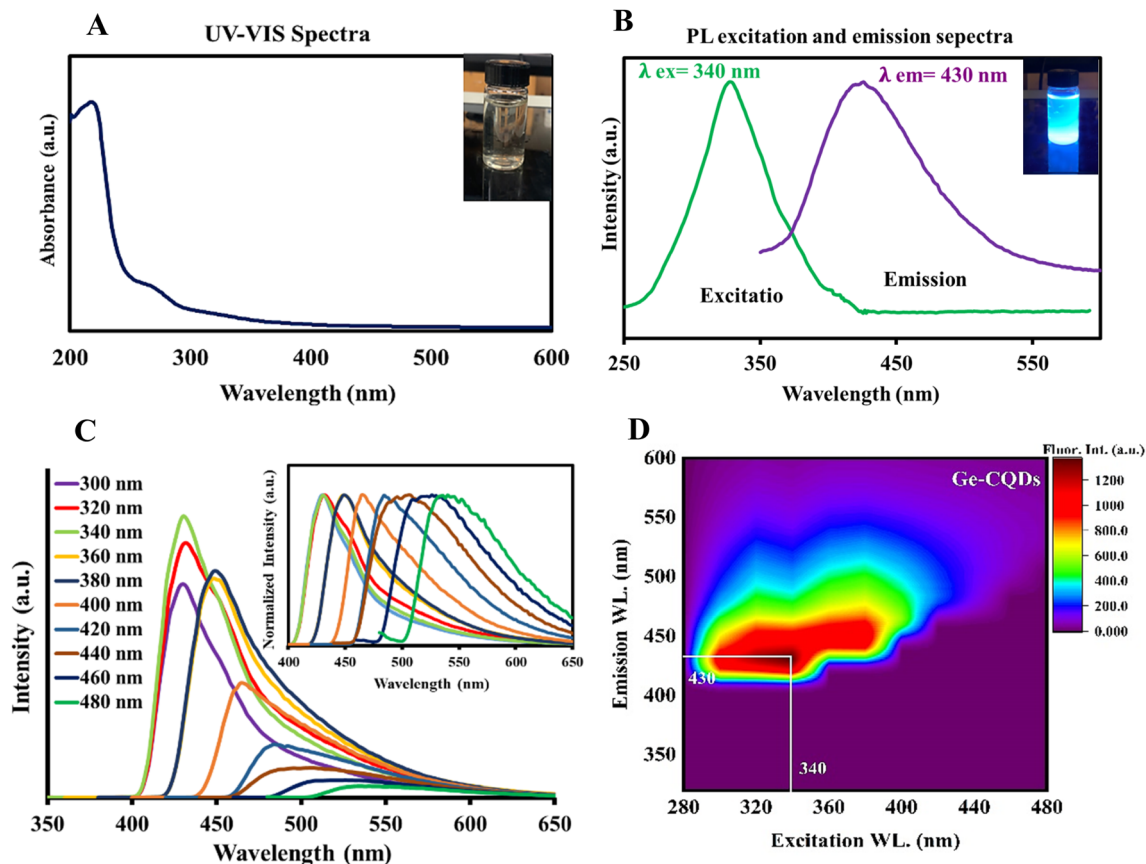 A
UV-VIS Spectra
Absorbance (a.u.)
200 300 400 500 600
Wavelength (nm)
B
PL excitation and emission sepectra
λ ex= 340 nm
λ em= 430 nm
Intensity (a.u.)
Excitatio
Emission
250 350 450 550
Wavelength (nm)
C
300 nm
320 nm
340 nm
360 nm
380 nm
400 nm
420 nm
440 nm
460 nm
480 nm
Intensity (a.u.)
350 400 450 500 550 600 650
Wavelength (nm)
Normalized Intensity (a.u.)
400 450 500 550 600 650
Wavelength (nm)
D
Fluor. Int. (a.u.)
Ge-CQDs
600
550
500
450
400
350
Emission WL. (nm)
430
340
280 320 360 400 440 480
Excitation WL. (nm)
1200
1000.
800.0
600.0
400.0
200.0
0.000